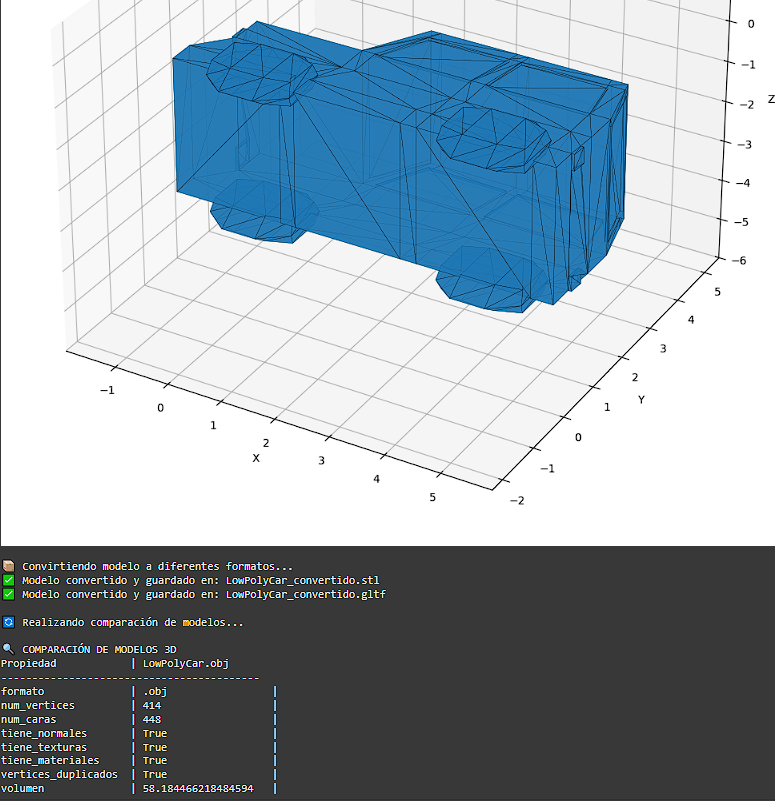 0
−1
−2
Z
−3
−4
−5
−6
5
4
3
2
Y
1
0
−1
−2
−1
0
1
2
X
3
4
5
📦 Convirtiendo modelo a diferentes formatos...
✅ Modelo convertido y guardado en: LowPolyCar_convertido.stl
✅ Modelo convertido y guardado en: LowPolyCar_convertido.gltf
🔄 Realizando comparación de modelos...
🔍 COMPARACIÓN DE MODELOS 3D
Propiedad | LowPolyCar.obj
------------------------------------------
formato | .obj |
num_vertices | 414 |
num_caras | 448 |
tiene_normales | True |
tiene_texturas | True |
tiene_materiales | True |
vertices_duplicados | True |
volumen | 58.184466218484594 |